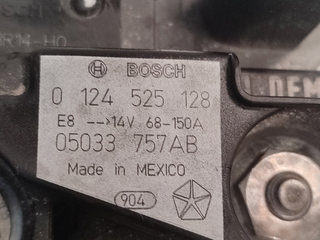 BOSCH
0 124 525 128
E8 -->14V 68-150A
05033 757AB
Made in MEXICO
904